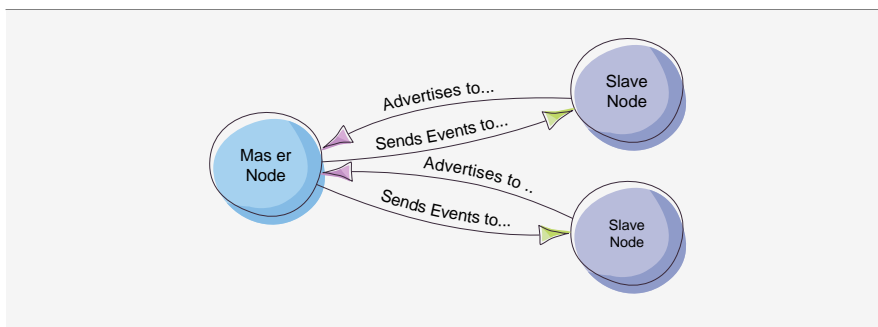 Slave
Node
Advertises to...
Sends Events to...
Mas er
Node
Advertises to ..
Sends Events to...
Slave
Node